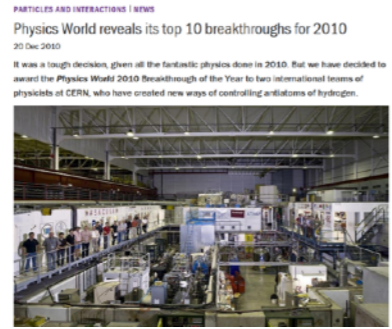 PARTICLES AND INTERACTIONS | NEWS
Physics World reveals its top 10 breakthroughs for 2010
20 Dec 2010
It was a tough decision, given all the fantastic physics done in 2010. But we have decided to
award the Physics World 2010 Breakthrough of the Year to two international teams of
physicists at CERN, who have created new ways of controlling antiatoms of hydrogen.